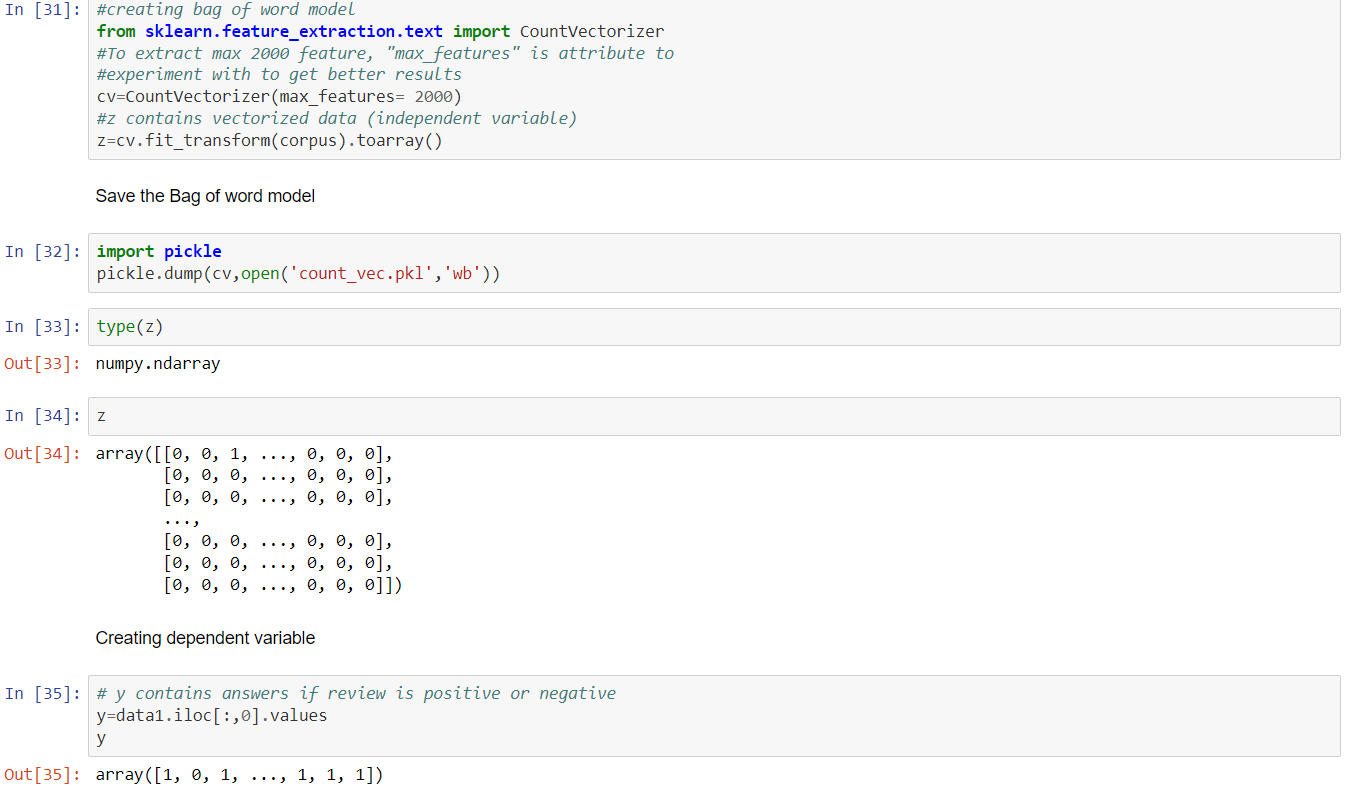 In [31]: #creating bag of word model
from sklearn.feature_extraction.text import CountVectorizer
#To extract max 2000 feature, "max_features" is attribute to
#experiment with to get better results
cv=CountVectorizer(max_features= 2000)
#z contains vectorized data (independent variable)
z=cv.fit_transform(corpus).toarray()
Save the Bag of word model
In [32]: import pickle
pickle.dump(cv,open('count_vec.pkl','wb'))
In [33]: type(z)
Out[33]: numpy.ndarray
In [34]: z
Out[34]: array([[0, 0, 1, ..., 0, 0, 0],
[0, 0, 0, ..., 0, 0, 0],
[0, 0, 0, ..., 0, 0, 0],
...,
[0, 0, 0, ..., 0, 0, 0],
[0, 0, 0, ..., 0, 0, 0],
[0, 0, 0, ..., 0, 0, 0]])
Creating dependent variable
In [35]: # y contains answers if review is positive or negative
y=data1.iloc[:,0].values
y
Out[35]: array([1, 0, 1, ..., 1, 1, 1])